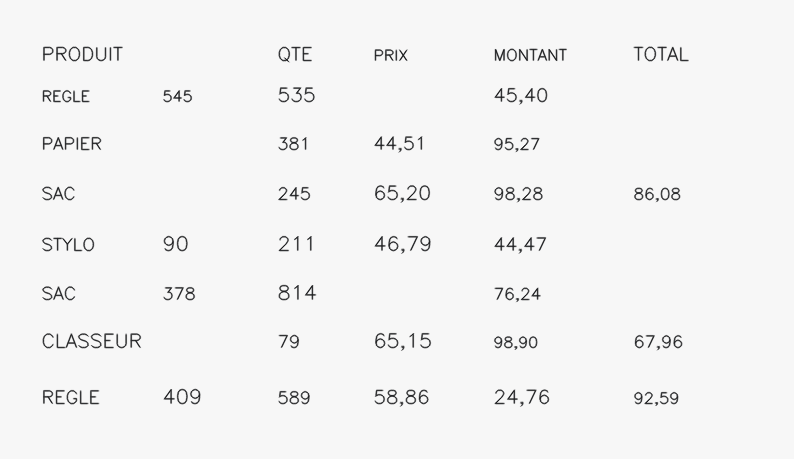 PRODUIT QTE PRIX MONTANT TOTAL
REGLE 545 535 45,40
PAPIER 381 44,51 95,27
SAC 245 65,20 98,28 86,08
STYLO 90 211 46,79 44,47
SAC 378 814 76,24
CLASSEUR 79 65,15 98,90 67,96
REGLE 409 589 58,86 24,76 92,59